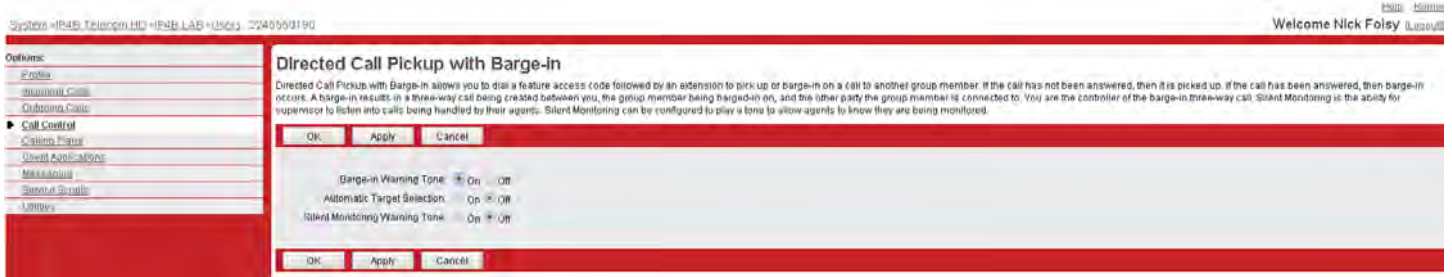 Help Home
System >IP4B Telecom HD >IP4B LAB >Users : 2245550190
Welcome Nick Foisy [Logout]
Options:
Profile
Incoming Calls
Outgoing Calls
Call Control
Calling Plans
Client Applications
Messaging
Service Scripts
Utilities
Directed Call Pickup with Barge-in
Directed Call Pickup with Barge-in allows you to dial a feature access code followed by an extension to pick up or barge-in on a call to another group member. If the call has not been answered, then it is picked up. If the call has been answered, then barge-in
occurs. A barge-in results in a three-way call being created between you, the group member being barged-in on, and the other party the group member is connected to. You are the controller of the barge-in three-way call. Silent Monitoring is the ability for
supervisor to listen into calls being handled by their agents. Silent Monitoring can be configured to play a tone to allow agents to know they are being monitored.
OK Apply Cancel
Barge-in Warning Tone: On Off
Automatic Target Selection: On Off
Silent Monitoring Warning Tone: On Off
OK Apply Cancel